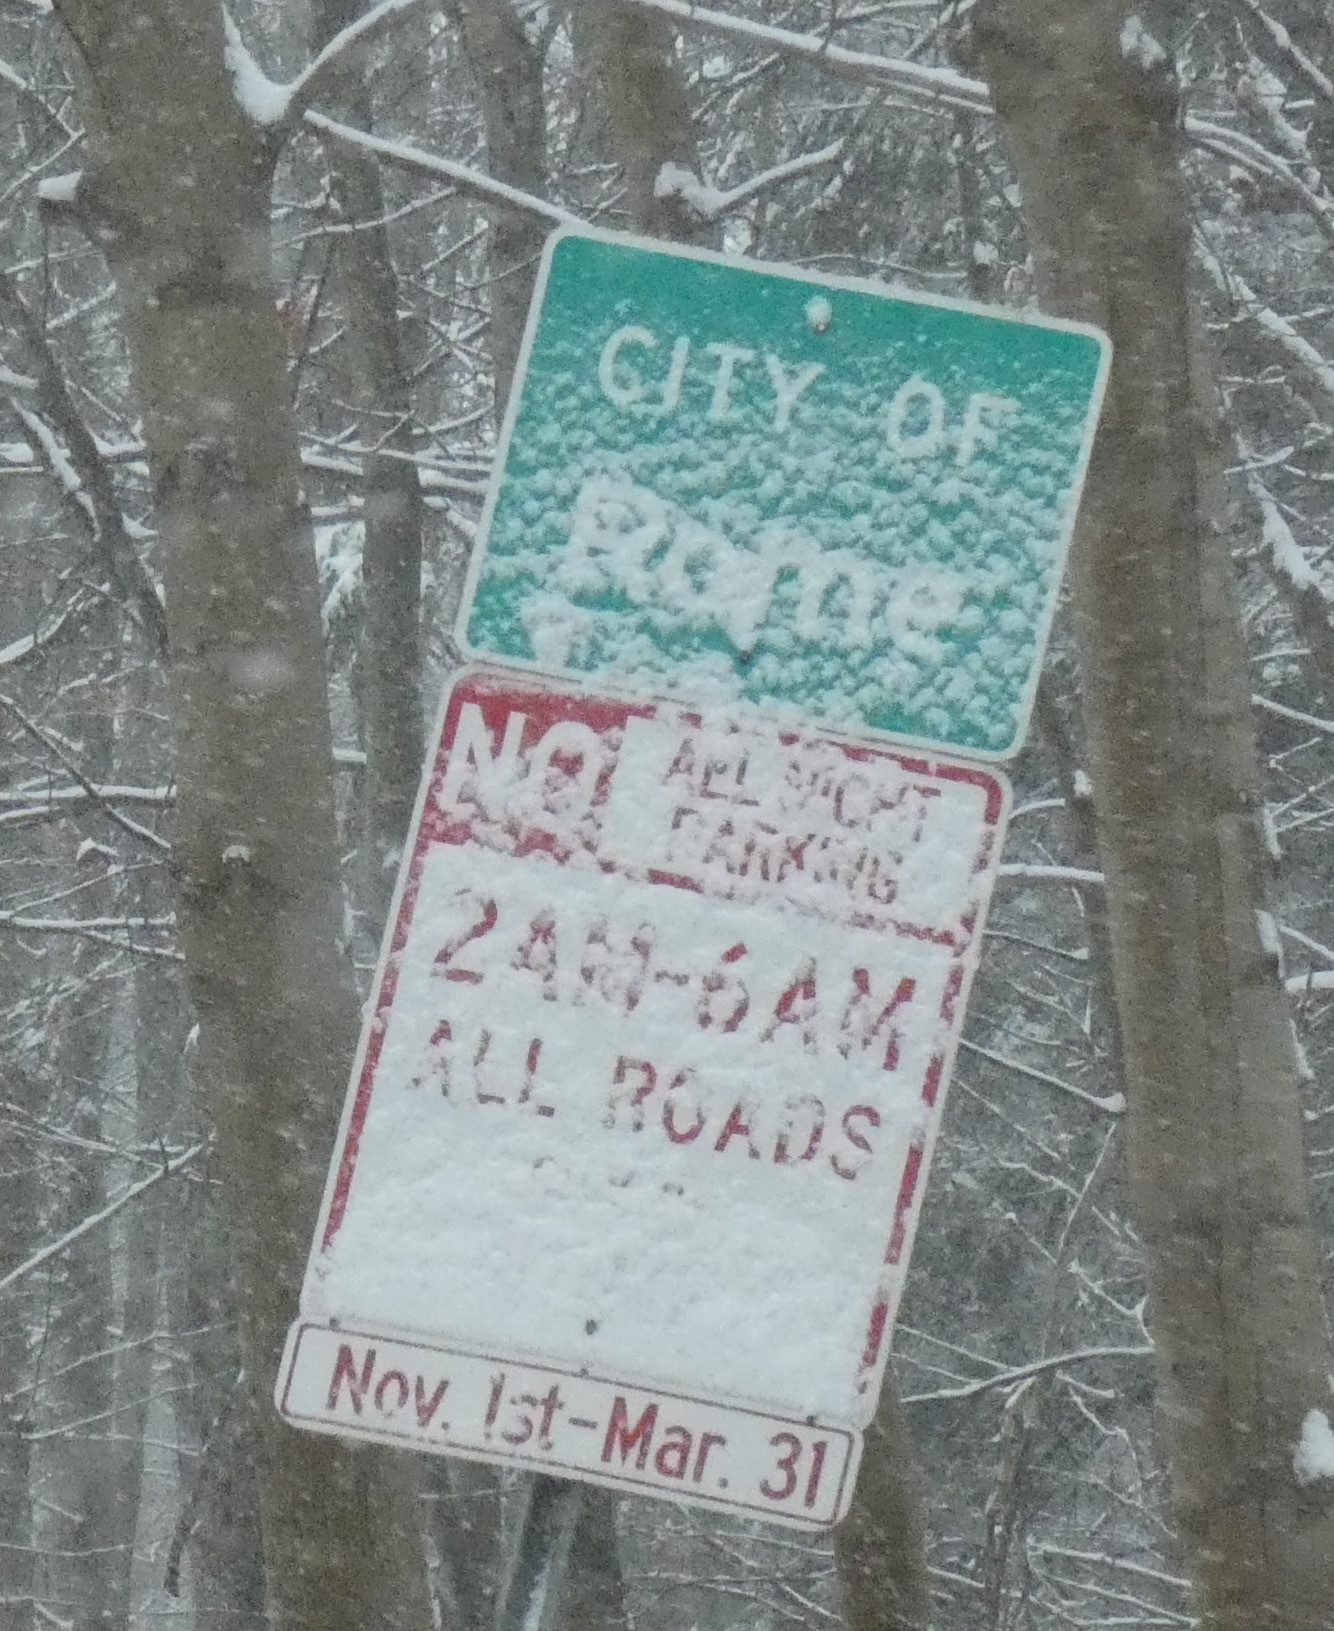 CITY OF
Rome
NO ALL NIGHT
PARKING
2AM-6AM
ALL ROADS
Nov. 1st-Mar. 31